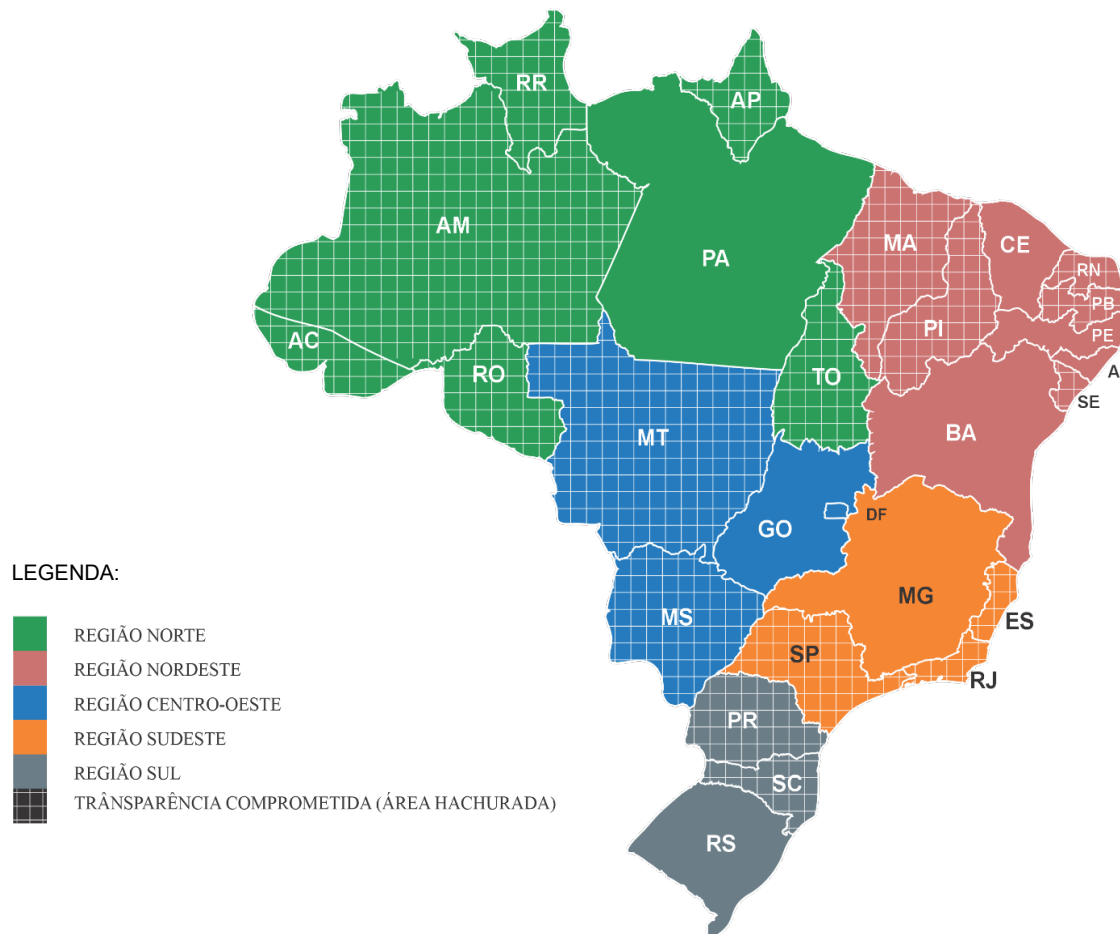 RR
AP
AM
PA
MA
CE
RN
PI
PB
PE
AC
RO
TO
A
SE
MT
BA
GO
DF
LEGENDA:
MG
MS
ES
REGIÃO NORTE
SP
REGIÃO NORDESTE
RJ
REGIÃO CENTRO-OESTE
PR
REGIÃO SUDESTE
REGIÃO SUL
SC
TRÂNSPARÊNCIA COMPROMETIDA (ÁREA HACHURADA)
RS